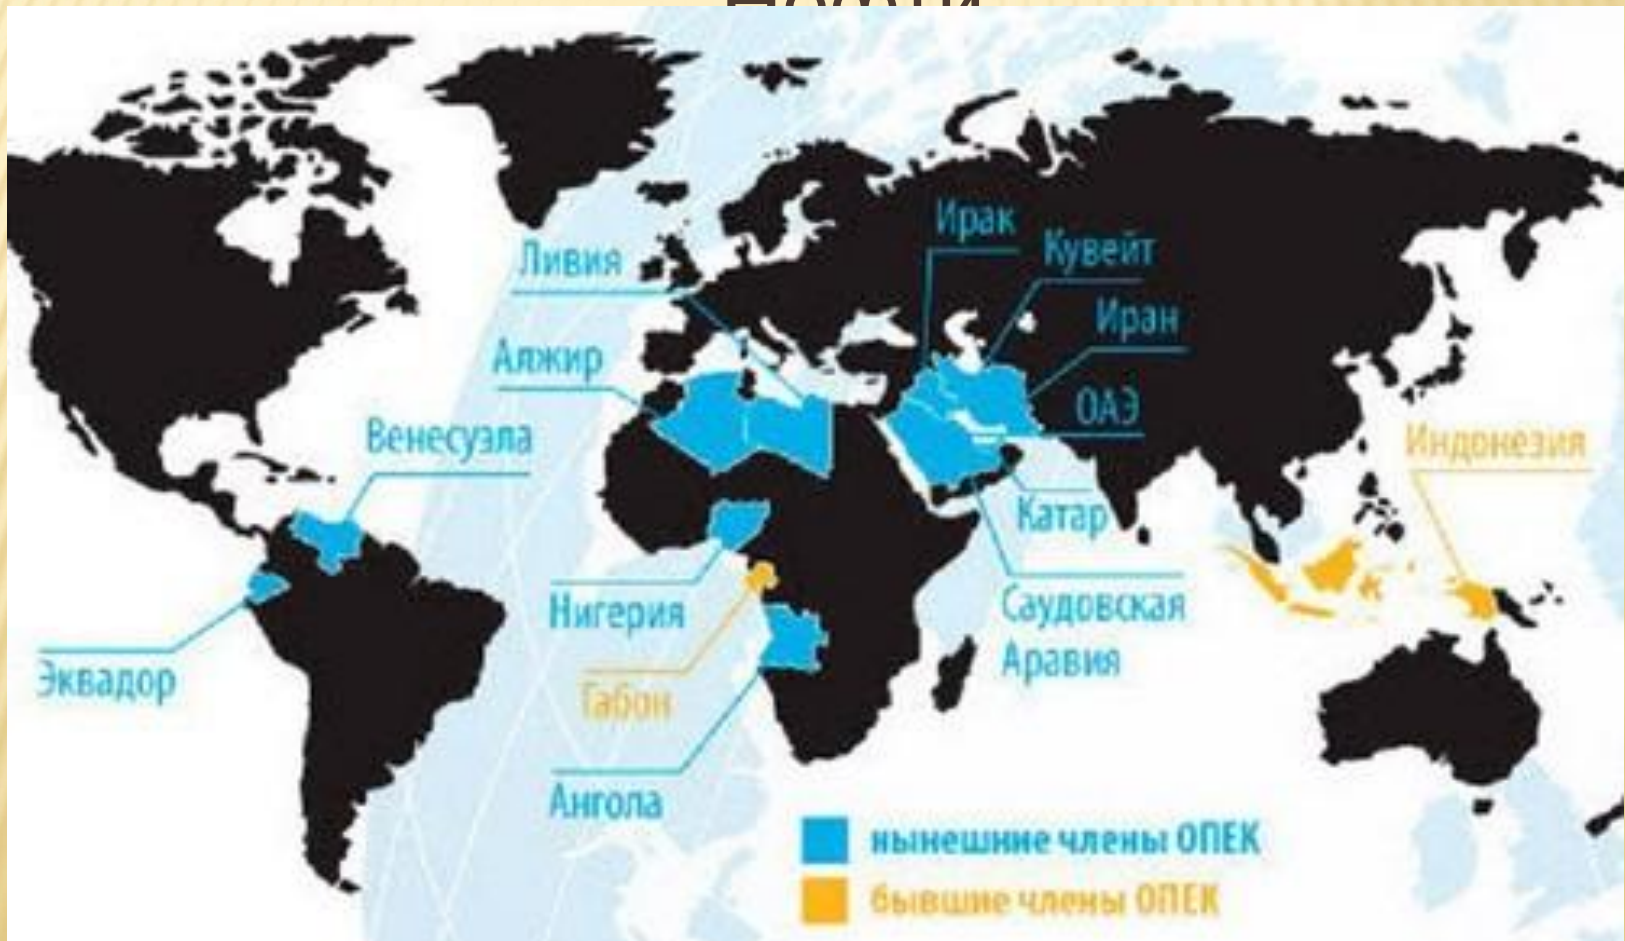 нефти
Ирак
Кувейт
Ливия
Иран
Алжир
ОАЭ
Венесуэла
Индонезия
Катар
Нигерия
Саудовская
Аравия
Эквадор
Габон
Ангола
нынешние члены ОПЕК
бывшие члены ОПЕК